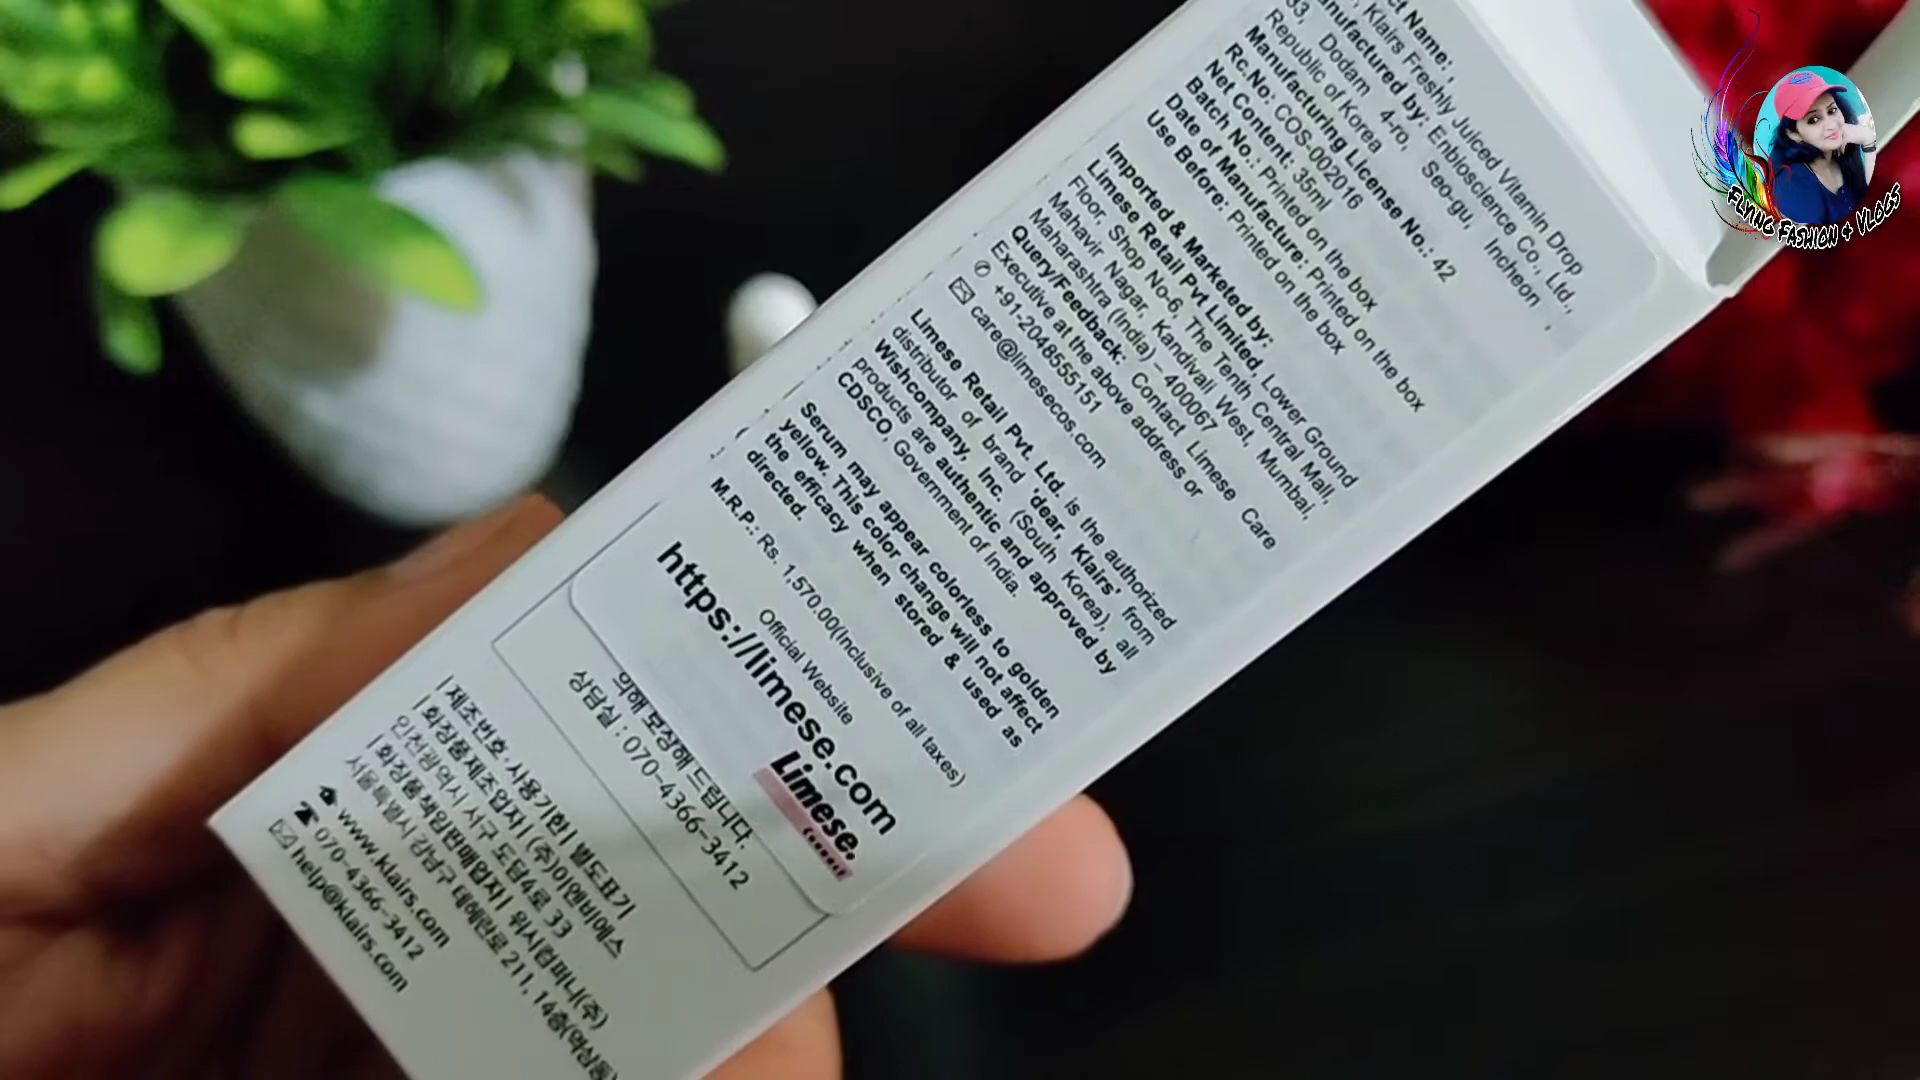 ct Name: ,
, Klairs Freshly Juiced Vitamin Drop
anufactured by: Enbioscience Co., Ltd.,
33, Dodam 4-ro, Seo-gu, Incheon ,
Republic of Korea
Manufacturing License No.: 42
Rc.No: COS-002016
Net Content: 35ml
Batch No.: Printed on the box
Date of Manufacture: Printed on the box
Use Before: Printed on the box
Imported & Marketed by:
Limese Retail Pvt Limited, Lower Ground
Floor, Shop No-6, The Tenth Central Mall,
Mahavir Nagar, Kandivali West, Mumbai,
Maharashtra (India) – 400067
Query/Feedback: Contact Limese Care
Executive at the above address or
+91-2048555151
care@limesecos.com
Limese Retail Pvt. Ltd. is the authorized
distributor of brand 'dear, Klairs' from
Wishcompany, Inc. (South Korea), all
products are authentic and approved by
CDSCO, Government of India.
Serum may appear colorless to golden
yellow. This color change will not affect
the efficacy when stored & used as
directed.
M.R.P.: Rs. 1,570.00(Inclusive of all taxes)
Official Website
https://limese.com
Limese.
의해 보상해 드립니다.
상담실 : 070-4366-3412
| 제조번호·사용기한 | 별도표기
| 화장품제조업자 | (주)이엔비에스
인천광역시 서구 도담4로 33
| 화장품책임판매업자 | 위시컴퍼니(주)
서울특별시 강남구 테헤란로 211, 14층(역삼동)
www.klairs.com
070-4366-3412
help@klairs.com
Flying Fashion & Vlogs